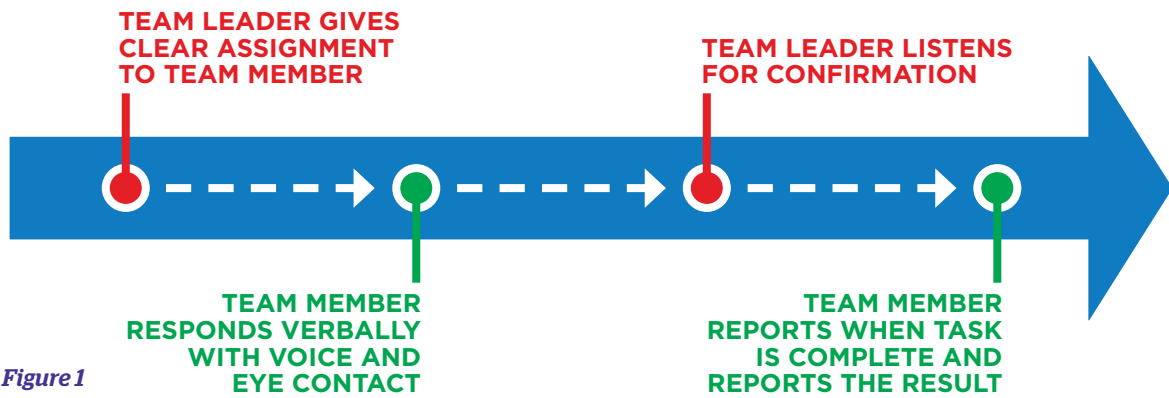 TEAM LEADER GIVES
CLEAR ASSIGNMENT
TO TEAM MEMBER
TEAM LEADER LISTENS
FOR CONFIRMATION
TEAM MEMBER
RESPONDS VERBALLY
WITH VOICE AND
EYE CONTACT
TEAM MEMBER
REPORTS WHEN TASK
IS COMPLETE AND
REPORTS THE RESULT
Figure 1